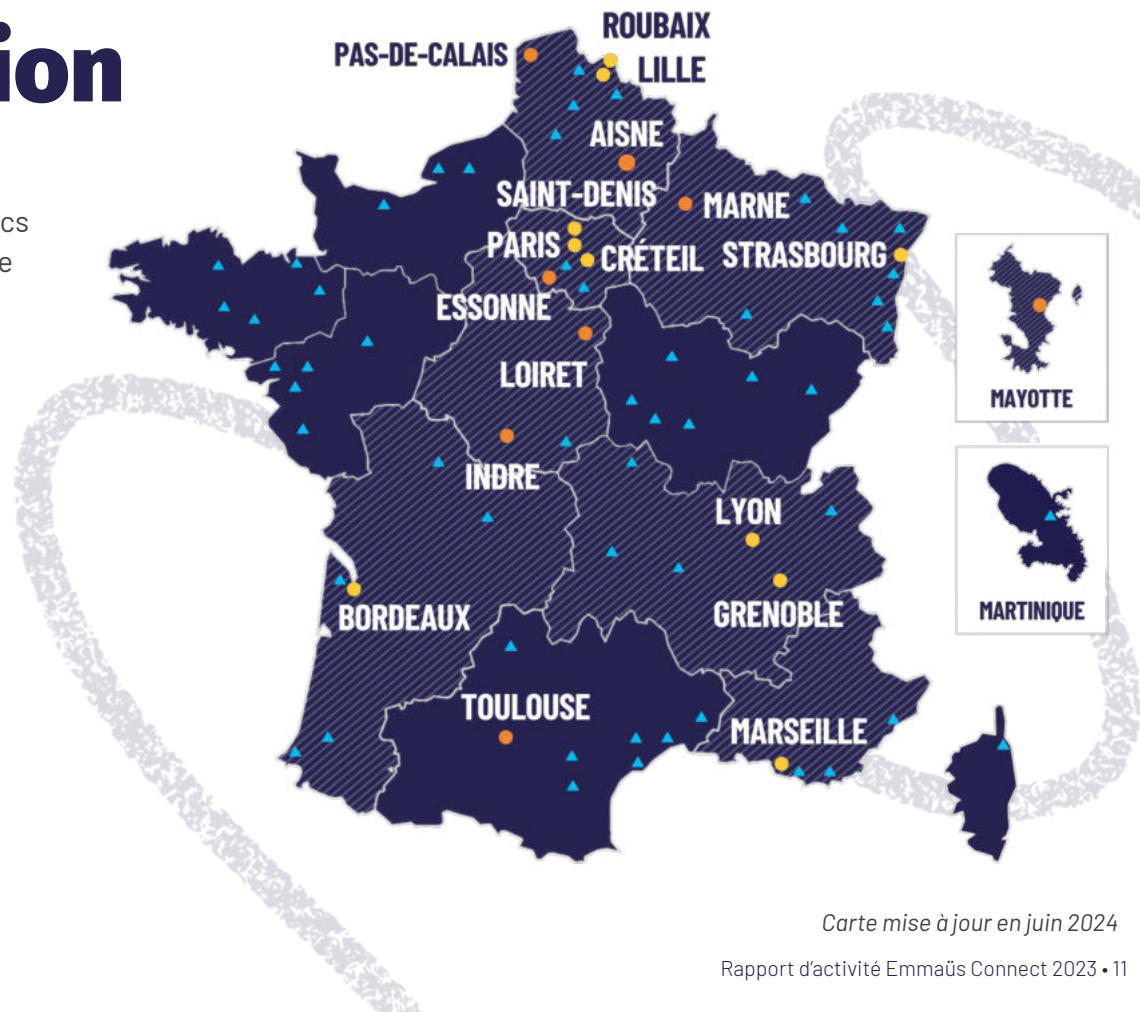 ion
cs
e
ROUBAIX
PAS-DE-CALAIS
LILLE
AISNE
SAINT-DENIS
MARNE
PARIS
CRÉTEIL
STRASBOURG
ESSONNE
LOIRET
MAYOTTE
INDRE
LYON
BORDEAUX
GRENOBLE
MARTINIQUE
TOULOUSE
MARSEILLE
Carte mise à jour en juin 2024
Rapport d'activité Emmaüs Connect 2023 • 11